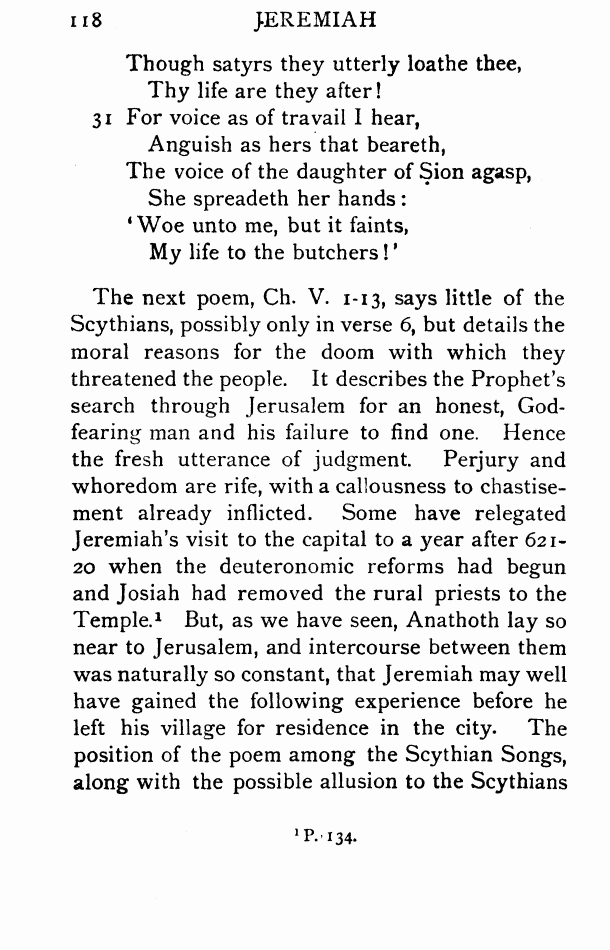 118 JEREMIAH
Though satyrs they utterly loathe thee,
Thy life are they after!
31 For voice as of travail I hear,
Anguish as hers that beareth,
The voice of the daughter of Ṣion agasp,
She spreadeth her hands:
‘Woe unto me, but it faints,
My life to the butchers!’
The next poem, Ch. V. 1-13, says little of the
Scythians, possibly only in verse 6, but details the
moral reasons for the doom with which they
threatened the people. It describes the Prophet's
search through Jerusalem for an honest, God-
fearing man and his failure to find one. Hence
the fresh utterance of judgment. Perjury and
whoredom are rife, with a callousness to chastise-
ment already inflicted. Some have relegated
Jeremiah's visit to the capital to a year after 621-
20 when the deuteronomic reforms had begun
and Josiah had removed the rural priests to the
Temple.¹ But, as we have seen, Anathoth lay so
near to Jerusalem, and intercourse between them
was naturally so constant, that Jeremiah may well
have gained the following experience before he
left his village for residence in the city. The
position of the poem among the Scythian Songs,
along with the possible allusion to the Scythians
¹ P. 134.